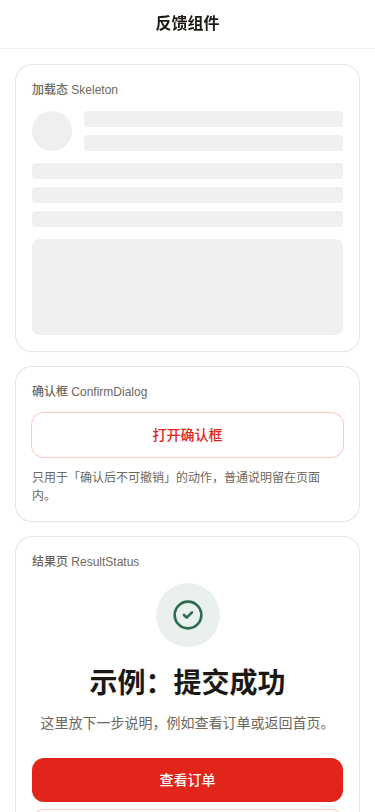 反馈组件
加载态 Skeleton
确认框 ConfirmDialog
打开确认框
只用于「确认后不可撤销」的动作，普通说明留在页面
内。
结果页 ResultStatus
示例：提交成功
这里放下一步说明，例如查看订单或返回首页。
查看订单